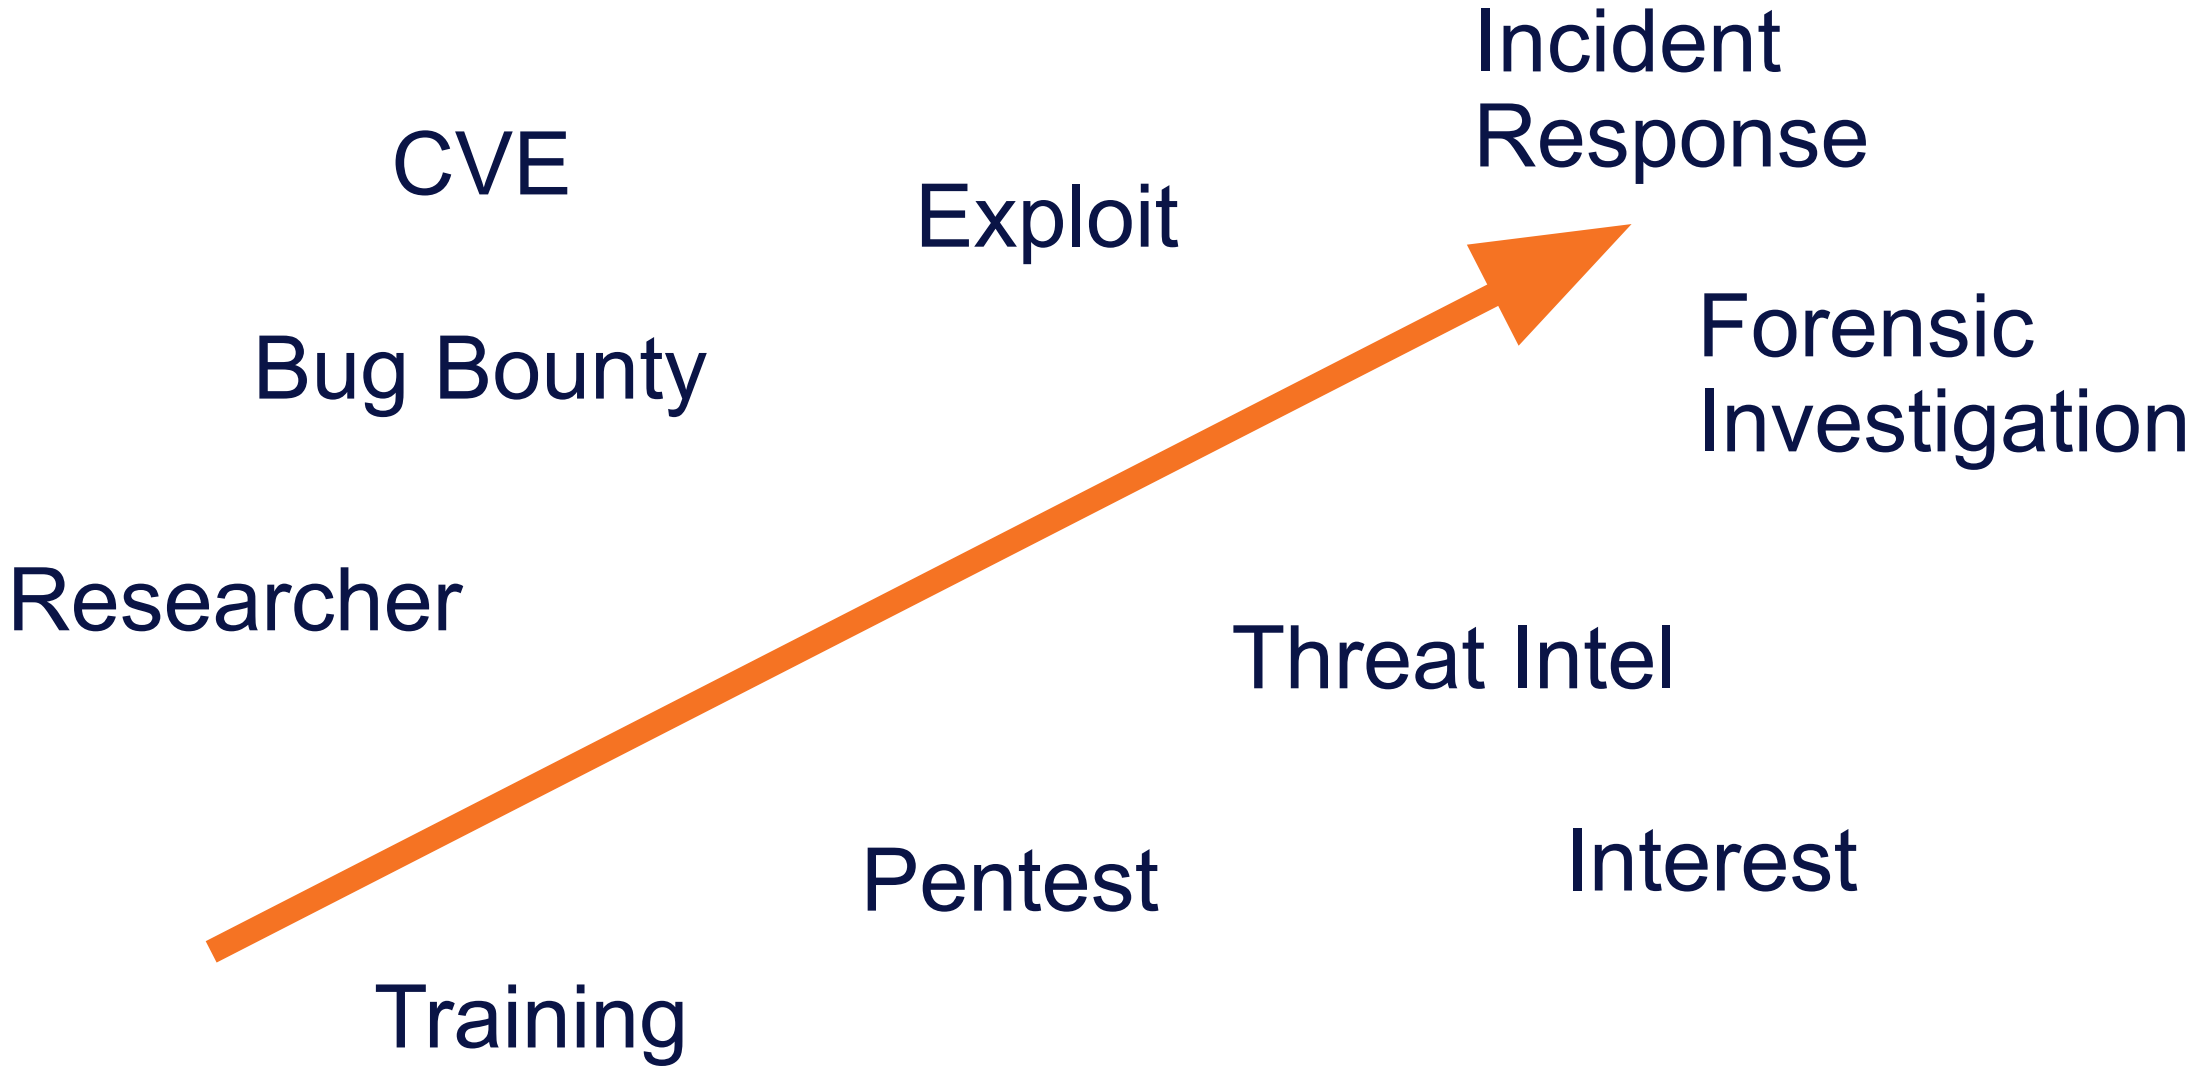 Incident
Response
CVE
Exploit
Forensic
Investigation
Bug Bounty
Researcher
Threat Intel
Interest
Pentest
Training